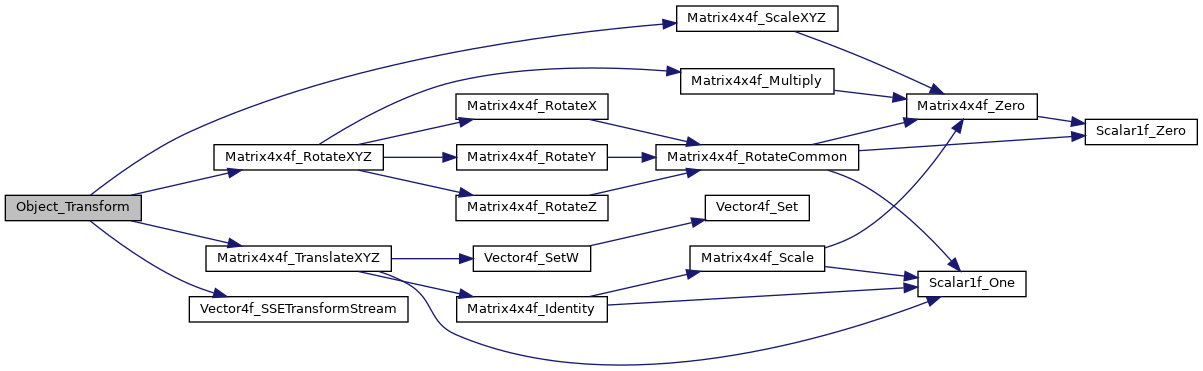 Matrix4x4f_ScaleXYZ
Matrix4x4f_Multiply
Matrix4x4f_RotateX
Matrix4x4f_Zero
Scalar1f_Zero
Matrix4x4f_RotateXYZ
Matrix4x4f_RotateY
Matrix4x4f_RotateCommon
Object_Transform
Matrix4x4f_RotateZ
Vector4f_Set
Matrix4x4f_TranslateXYZ
Vector4f_SetW
Matrix4x4f_Scale
Scalar1f_One
Vector4f_SSETransformStream
Matrix4x4f_Identity